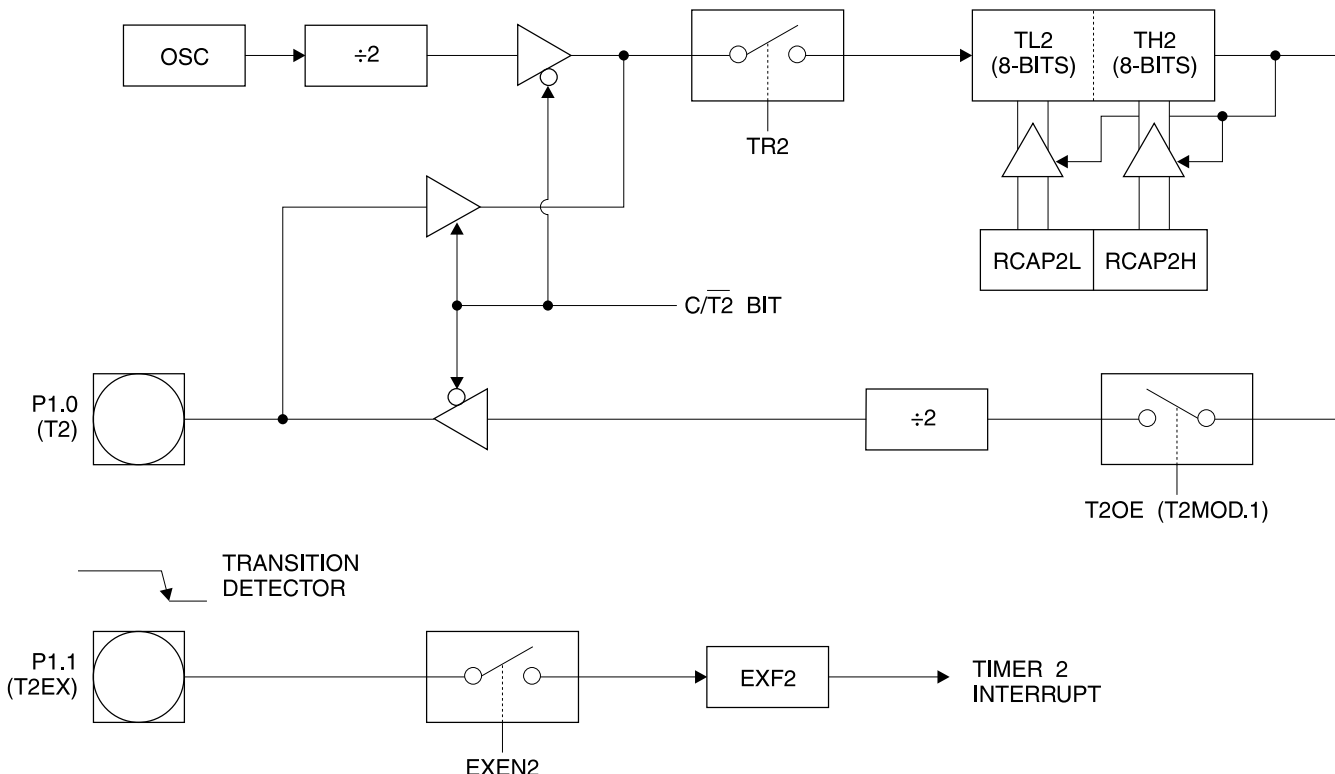 OSC
÷2
TL2
(8-BITS)
TH2
(8-BITS)
TR2
RCAP2L
RCAP2H
C/T2 BIT
P1.0
(T2)
÷2
T2OE (T2MOD.1)
TRANSITION
DETECTOR
P1.1
(T2EX)
EXF2
TIMER 2
INTERRUPT
EXEN2